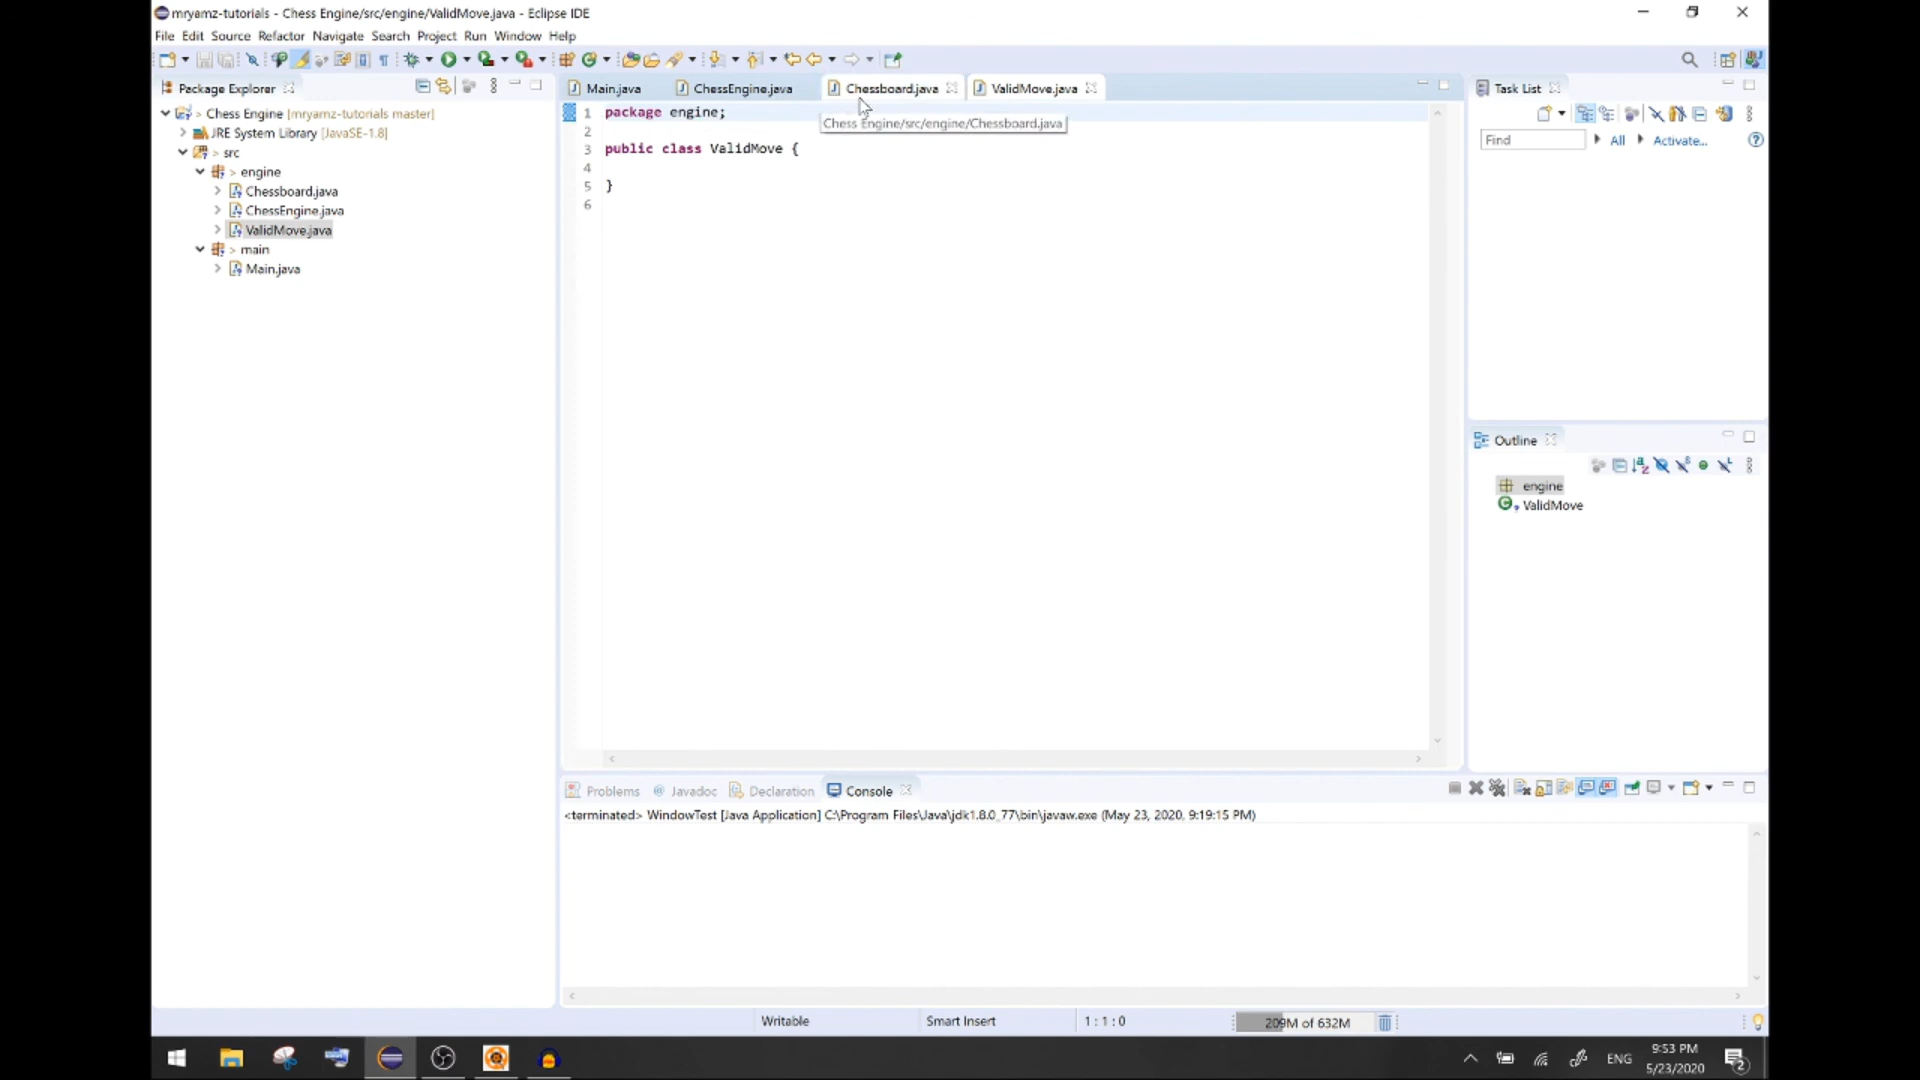 mryamz-tutorials - Chess Engine/src/engine/ValidMove.java - Eclipse IDE
File Edit Source Refactor Navigate Search Project Run Window Help
Package Explorer
Chess Engine [mryamz-tutorials master]
JRE System Library [JavaSE-1.8]
> src
> engine
Chessboard.java
ChessEngine.java
ValidMove.java
> main
Main.java
Main.java ChessEngine.java Chessboard.java ValidMove.java
1 package engine;
Chess Engine/src/engine/Chessboard.java
2
3 public class ValidMove {
4
5 }
6
Task List
Find All Activate...
Outline
engine
ValidMove
Problems @ Javadoc Declaration Console
<terminated> WindowTest [Java Application] C:\Program Files\Java\jdk1.8.0_77\bin\javaw.exe (May 23, 2020, 9:19:15 PM)
Writable Smart Insert 1 : 1 : 0 209M of 632M
ENG 9:53 PM
5/23/2020 2